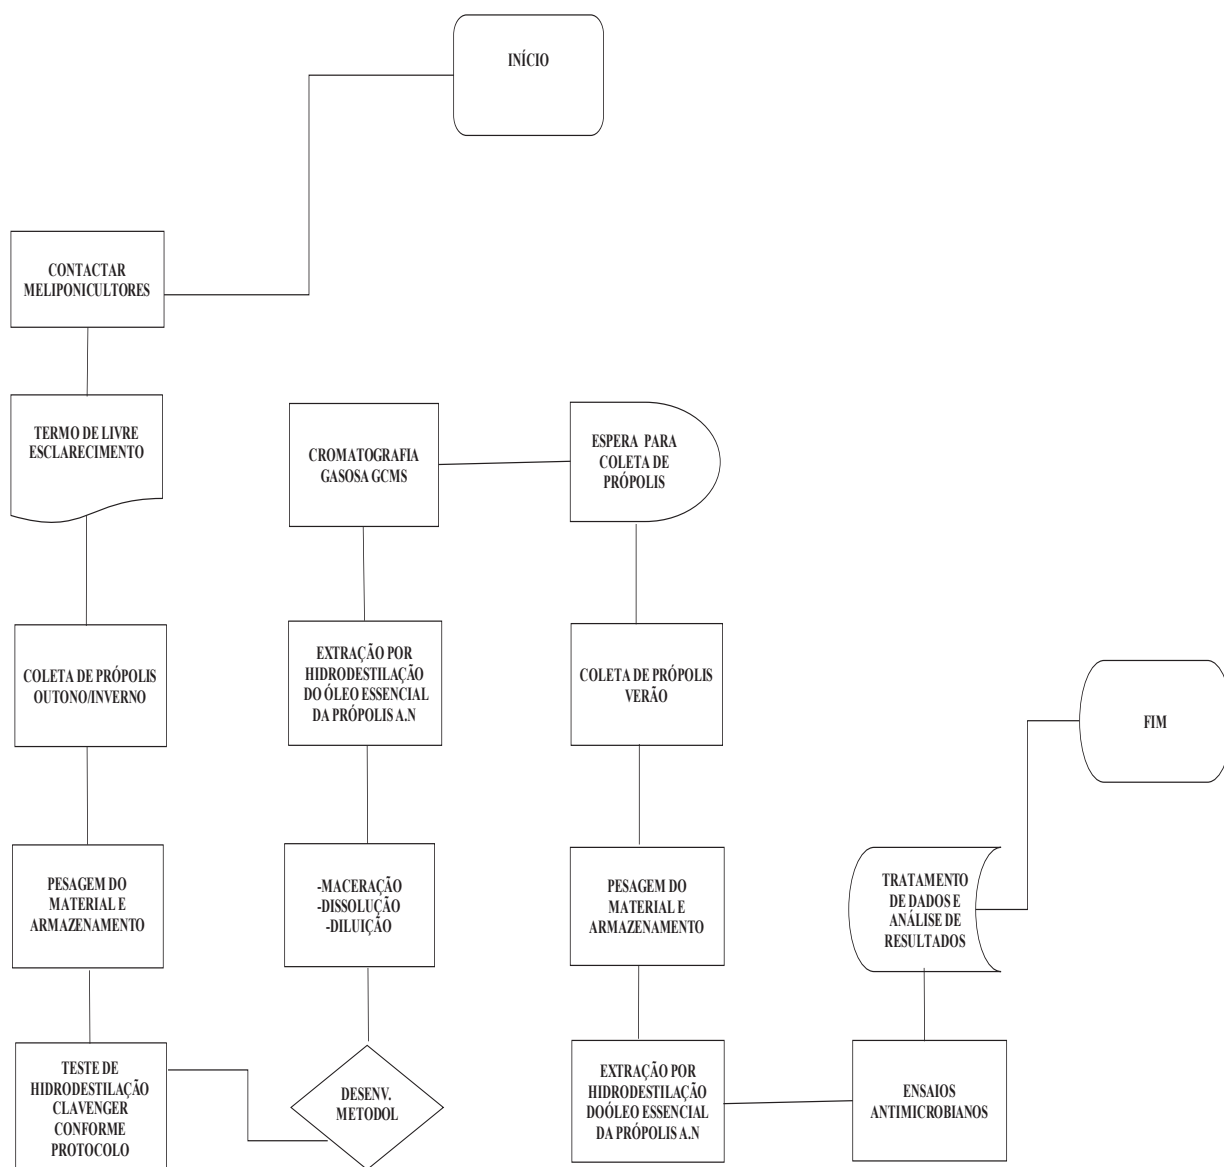 INÍCIO
CONTACTAR
MELIPONICULTORES
TERMO DE LIVRE
ESCLARECIMENTO
COLETA DE PRÓPOLIS
OUTONO/INVERNO
PESAGEM DO
MATERIAL E
ARMAZENAMENTO
TESTE DE
HIDRODESTILAÇÃO
CLAVENGER
CONFORME
PROTOCOLO
DESENV.
METODOL
-MACERAÇÃO
-DISSOLUÇÃO
-DILUIÇÃO
EXTRAÇÃO POR
HIDRODESTILAÇÃO
DO ÓLEO ESSENCIAL
DA PRÓPOLIS A.N
CROMATOGRAFIA
GASOSA GCMS
ESPERA PARA
COLETA DE
PRÓPOLIS
COLETA DE PRÓPOLIS
VERÃO
PESAGEM DO
MATERIAL E
ARMAZENAMENTO
EXTRAÇÃO POR
HIDRODESTILAÇÃO
DOÓLEO ESSENCIAL
DA PRÓPOLIS A.N
ENSAIOS
ANTIMICROBIANOS
TRATAMENTO
DE DADOS E
ANÁLISE DE
RESULTADOS
FIM